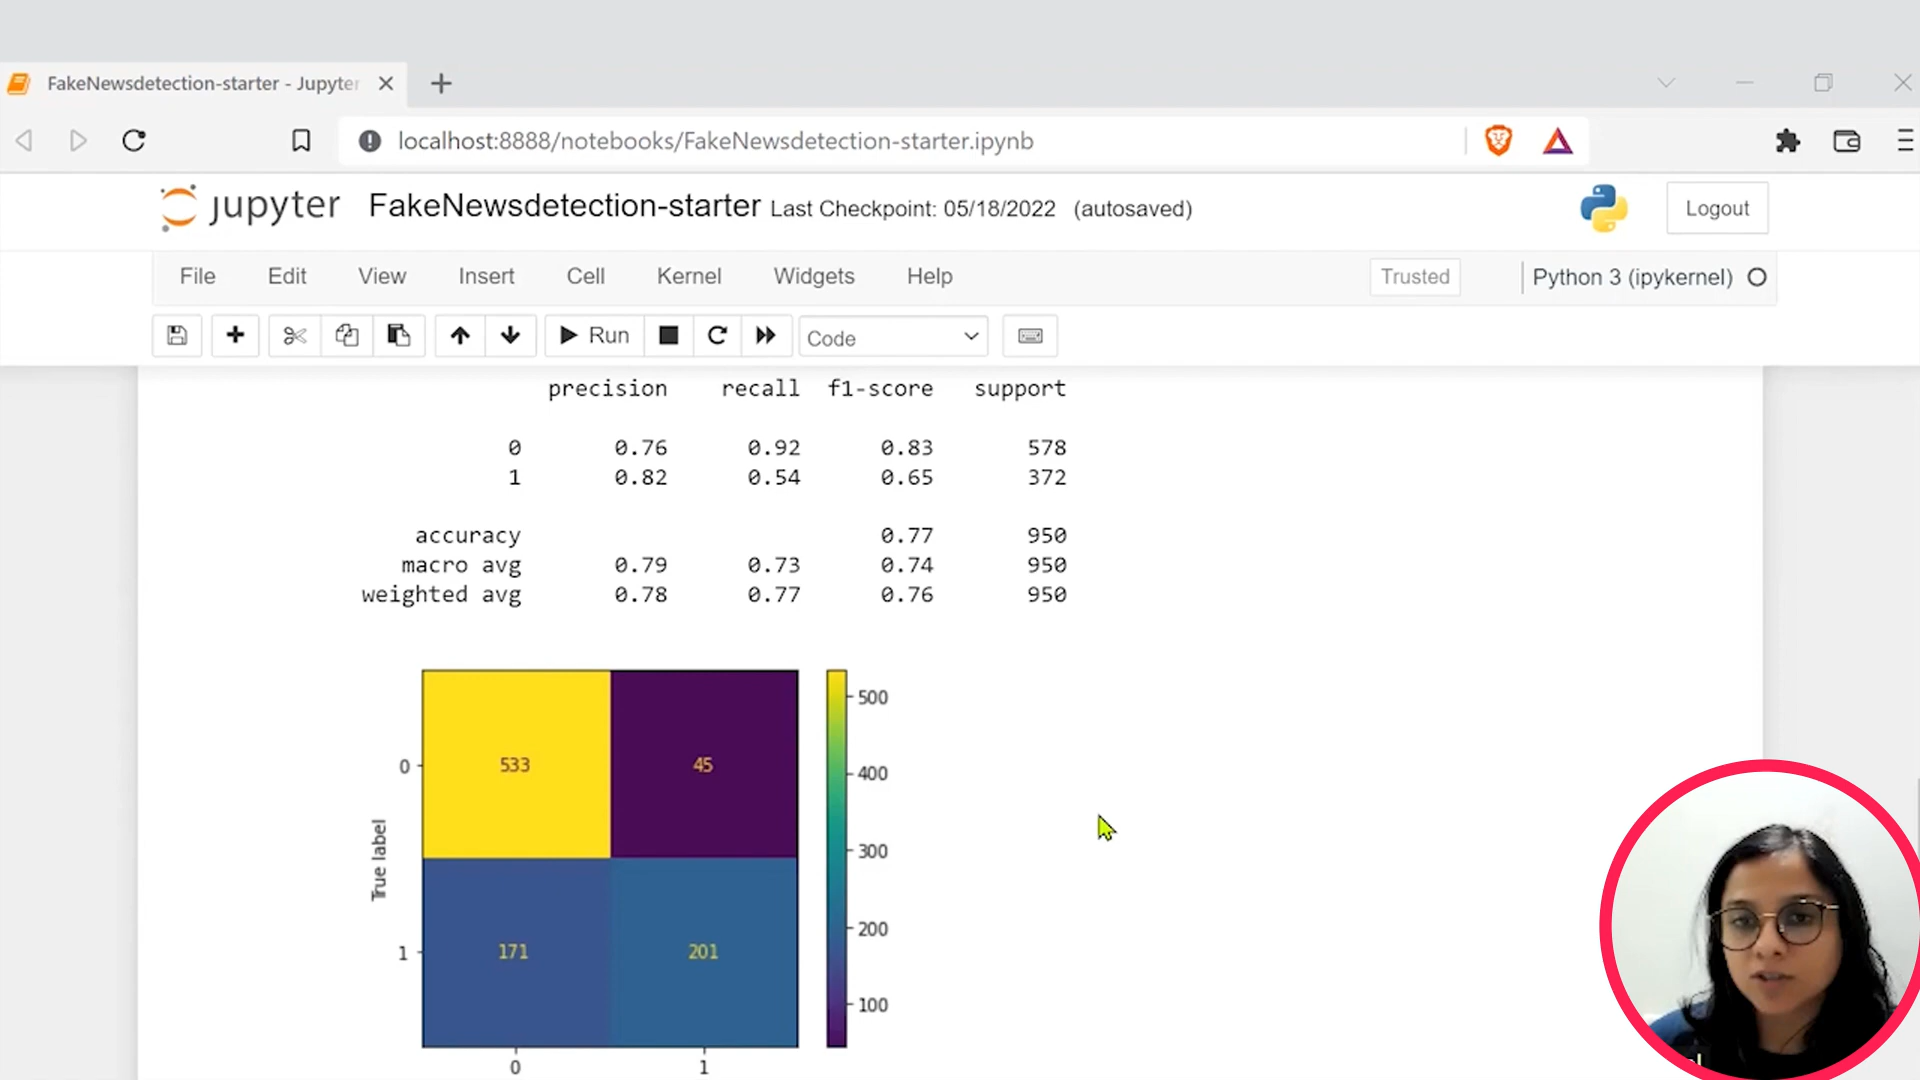 FakeNewsdetection-starter - Jupyter
localhost:8888/notebooks/FakeNewsdetection-starter.ipynb
jupyter FakeNewsdetection-starter Last Checkpoint: 05/18/2022 (autosaved)
Logout
File Edit View Insert Cell Kernel Widgets Help
Trusted
Python 3 (ipykernel)
Run
Code
precision recall f1-score support
0 0.76 0.92 0.83 578
1 0.82 0.54 0.65 372
accuracy 0.77 950
macro avg 0.79 0.73 0.74 950
weighted avg 0.78 0.77 0.76 950
True label
0
1
533 45
171 201
0 1
500
400
300
200
100